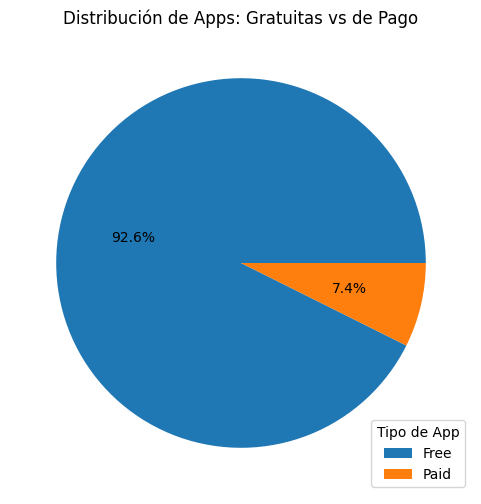 Distribución de Apps: Gratuitas vs de Pago
92.6%
7.4%
Tipo de App
Free
Paid